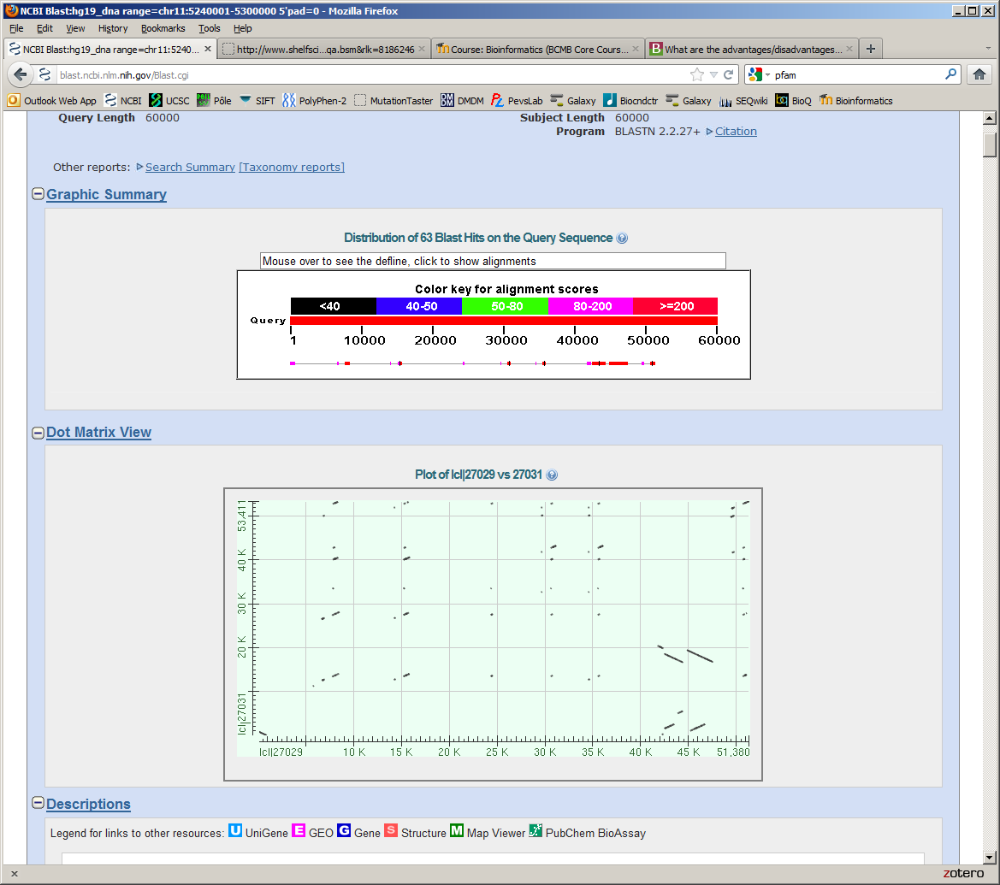 NCBI Blast:hg19_dna range=chr11:5240001-5300000 5'pad=0 - Mozilla Firefox
File Edit View History Bookmarks Tools Help
NCBI Blast:hg19_dna range=chr11:5240... × http://www.shelfsci...qa.bsm&rlk=8186246 × Course: Bioinformatics (BCMB Core Cours... × B What are the advantages/disadvantages... × +
blast.ncbi.nlm.nih.gov/Blast.cgi pfam
Outlook Web App NCBI UCSC Pôle SIFT PolyPhen-2 MutationTaster DMDM PevsLab Galaxy Biocndctr Galaxy SEQwiki BioQ Bioinformatics
Query Length 60000 Subject Length 60000
Program BLASTN 2.2.27+ Citation
Other reports: Search Summary [Taxonomy reports]
Graphic Summary
Distribution of 63 Blast Hits on the Query Sequence ?
Mouse over to see the defline, click to show alignments
Color key for alignment scores
<40 40-50 50-80 80-200 >=200
Query
1 10000 20000 30000 40000 50000 60000
Dot Matrix View
Plot of lcl|27029 vs 27031 ?
53,411
40 K
30 K
20 K
lcl|27031
lcl|27029 10 K 15 K 20 K 25 K 30 K 35 K 40 K 45 K 51,380
Descriptions
Legend for links to other resources: U UniGene E GEO G Gene S Structure M Map Viewer PubChem BioAssay
× zotero